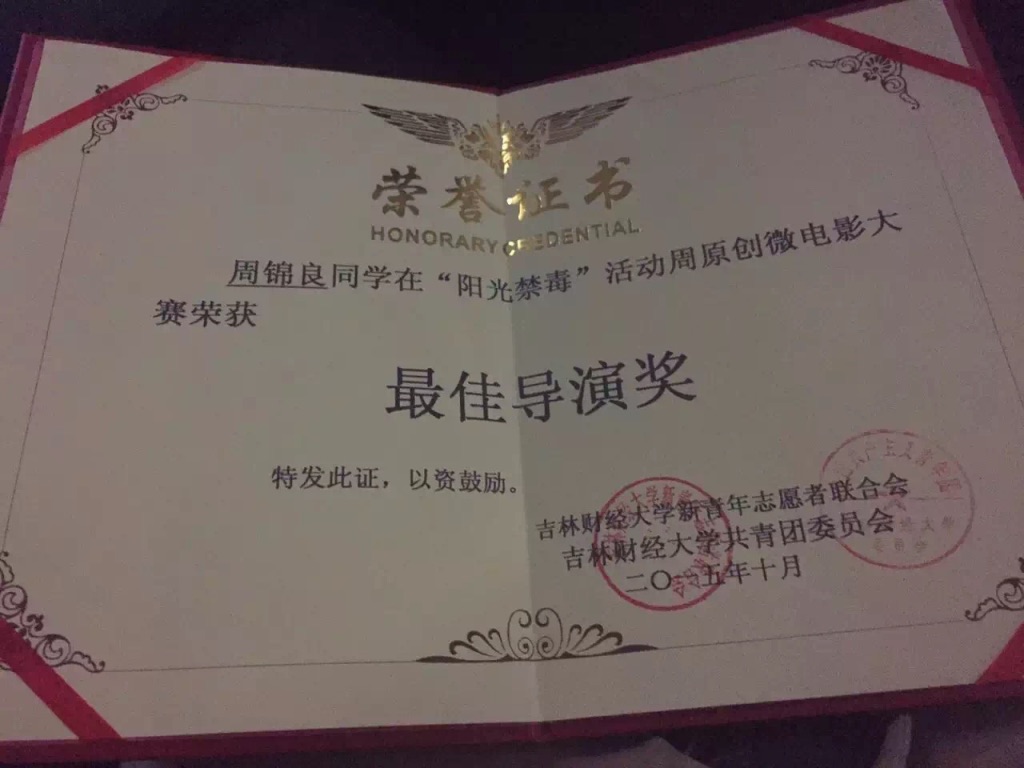 荣誉证书
HONORARY CREDENTIAL
周锦良同学在“阳光禁毒”活动周原创微电影大
赛荣获
最佳导演奖
特发此证，以资鼓励。
吉林财经大学新青年志愿者联合会
吉林财经大学共青团委员会
二〇一五年十月